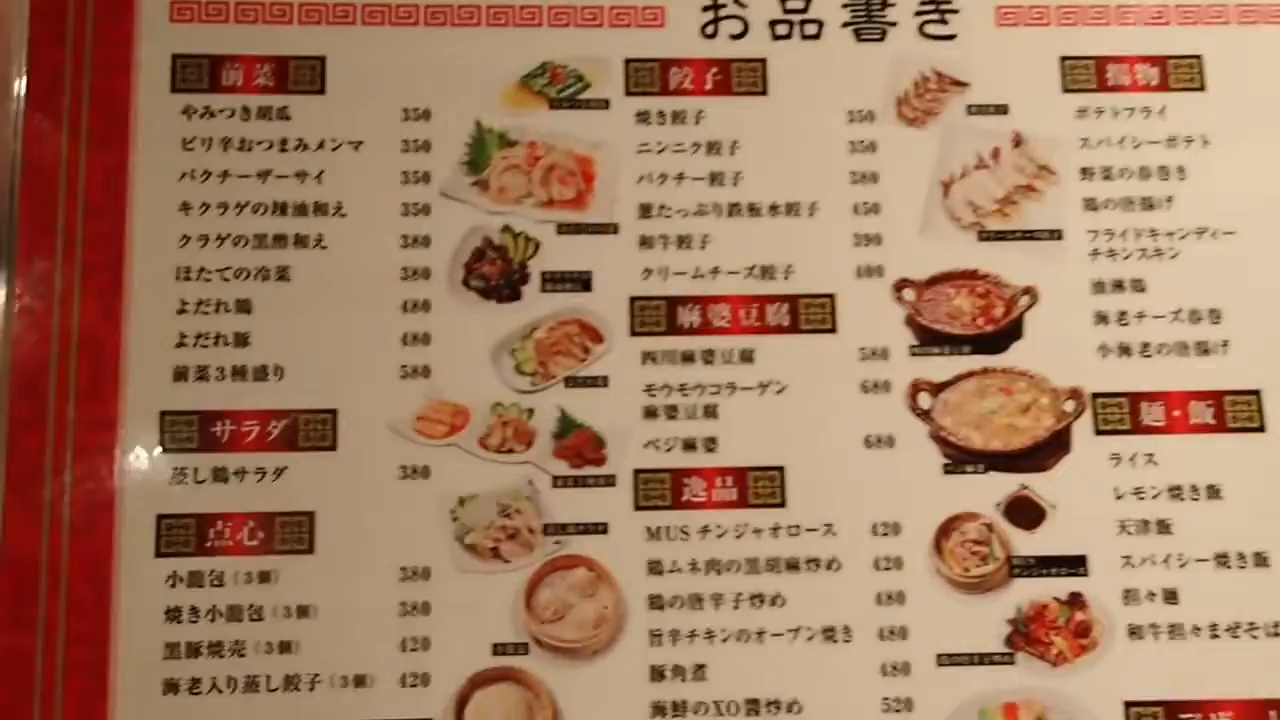 お品書き
前菜
やみつき胡瓜 350
ピリ辛おつまみメンマ 350
パクチーザーサイ 350
キクラゲの辣油和え 350
クラゲの黒酢和え 380
ほたての冷菜 380
よだれ鶏 480
よだれ豚 480
前菜3種盛り 580
サラダ
蒸し鶏サラダ 380
点心
小龍包(3個) 380
焼き小龍包(3個) 380
黒豚焼売(3個) 420
海老入り蒸し餃子(3個) 420
餃子
焼き餃子 350
ニンニク餃子 350
パクチー餃子 380
葱たっぷり鉄板水餃子 450
和牛餃子 390
クリームチーズ餃子 400
麻婆豆腐
四川麻婆豆腐 580
モウモウコラーゲン 680
麻婆豆腐
ベジ麻婆 680
逸品
MUSチンジャオロース 420
鶏ムネ肉の黒胡麻炒め 420
鶏の唐辛子炒め 480
旨辛チキンのオーブン焼き 480
豚角煮 480
海鮮のXO醤炒め 520
揚物
ポテトフライ
スパイシーポテト
野菜の春巻き
鶏の唐揚げ
フライドキャンディー
チキンスキン
油淋鶏
海老チーズ春巻
小海老の唐揚げ
麺・飯
ライス
レモン焼き飯
天津飯
スパイシー焼き飯
担々麺
和牛担々まぜそば